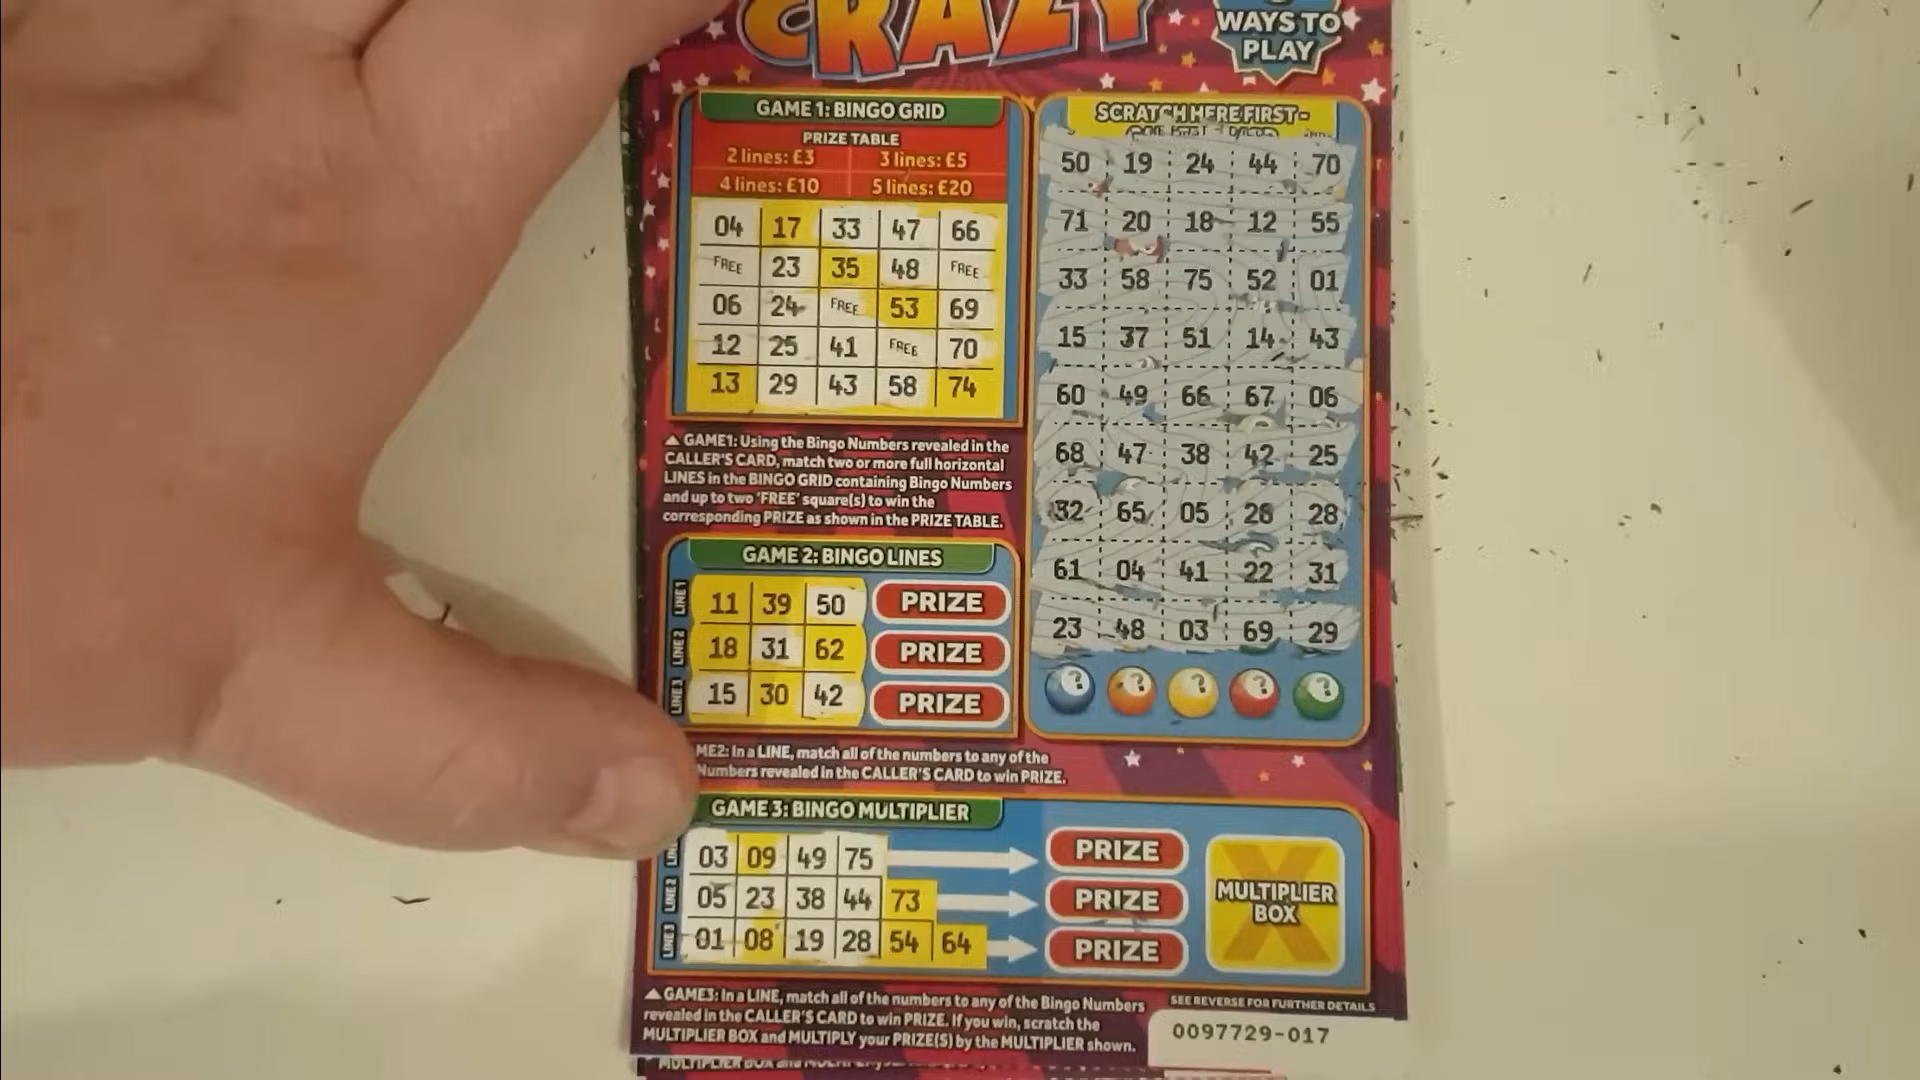 CRAZY
WAYS TO
PLAY
GAME 1: BINGO GRID
PRIZE TABLE
2 lines: £3 3 lines: £5
4 lines: £10 5 lines: £20
04 17 33 47 66
FREE 23 35 48 FREE
06 24 FREE 53 69
12 25 41 FREE 70
13 29 43 58 74
▲ GAME1: Using the Bingo Numbers revealed in the
CALLER'S CARD, match two or more full horizontal
LINES in the BINGO GRID containing Bingo Numbers
and up to two 'FREE' square(s) to win the
corresponding PRIZE as shown in the PRIZE TABLE.
GAME 2: BINGO LINES
LINE 1 11 39 50 PRIZE
LINE 2 18 31 62 PRIZE
LINE 3 15 30 42 PRIZE
ME2: In a LINE, match all of the numbers to any of the
Numbers revealed in the CALLER'S CARD to win PRIZE.
SCRATCH HERE FIRST -
50 19 24 44 70
71 20 18 12 55
33 58 75 52 01
15 37 51 14 43
60 49 66 67 06
68 47 38 42 25
32 65 05 26 28
61 04 41 22 31
23 48 03 69 29
? ? ? ? ?
GAME 3: BINGO MULTIPLIER
03 09 49 75 PRIZE
LINE 2 05 23 38 44 73 PRIZE
LINE 3 01 08 19 28 54 64 PRIZE
X
MULTIPLIER
BOX
▲ GAME3: In a LINE, match all of the numbers to any of the Bingo Numbers
revealed in the CALLER'S CARD to win PRIZE. If you win, scratch the
MULTIPLIER BOX and MULTIPLY your PRIZE(S) by the MULTIPLIER shown.
SEE REVERSE FOR FURTHER DETAILS
0097729-017